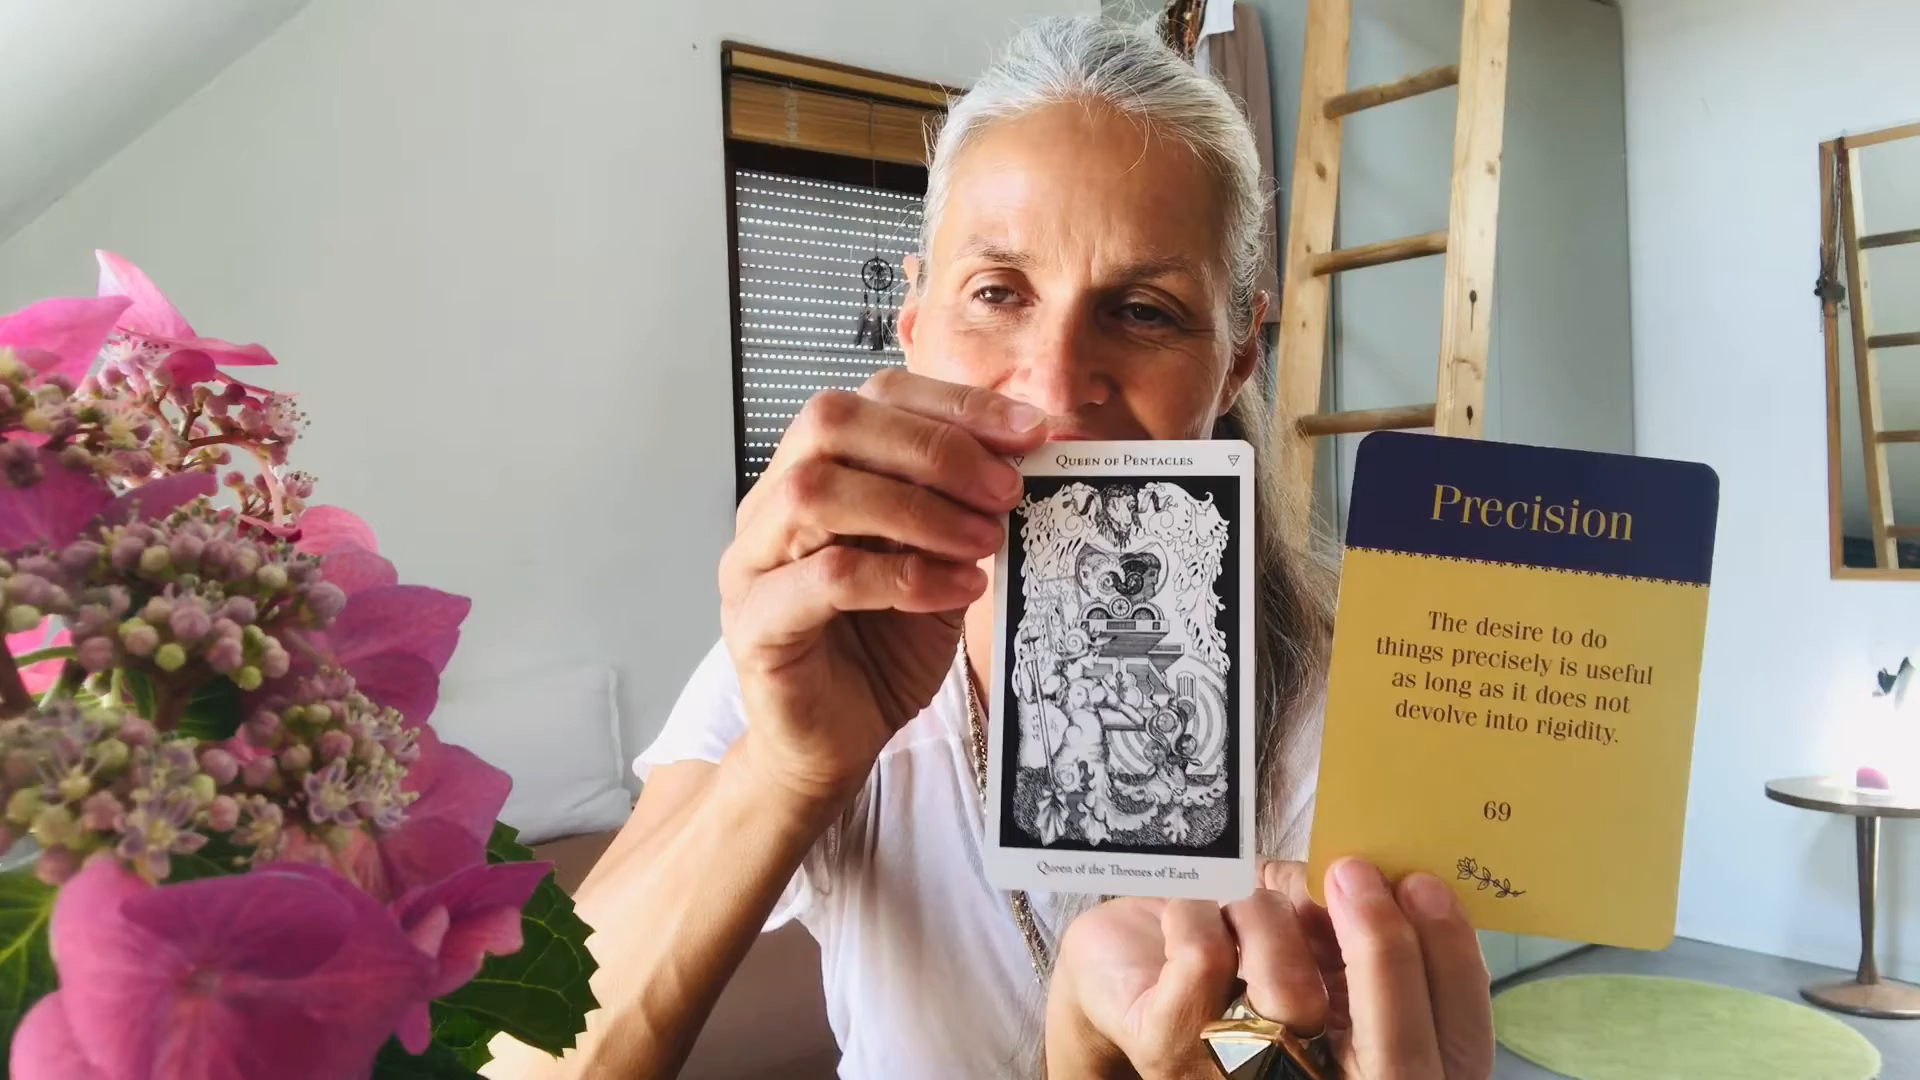 Queen of Pentacles
Queen of the Thrones of Earth
Precision
The desire to do
things precisely is useful
as long as it does not
devolve into rigidity.
69